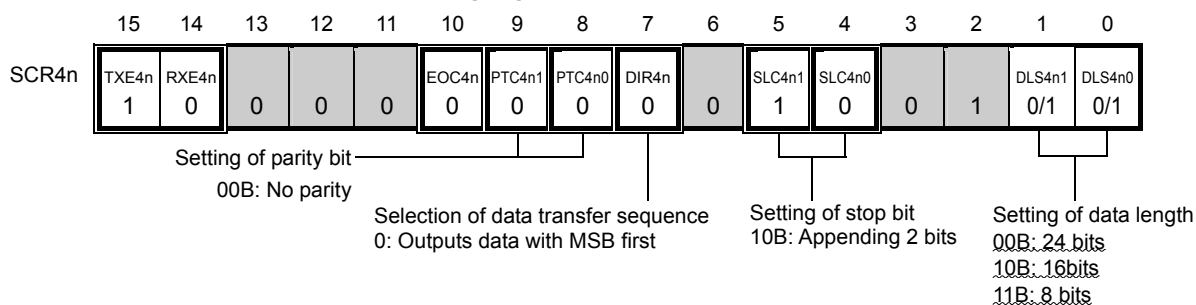 15 14 13 12 11 10 9 8 7 6 5 4 3 2 1 0
SCR4n TXE4n RXE4n EOC4n PTC4n1 PTC4n0 DIR4n SLC4n1 SLC4n0 DLS4n1 DLS4n0
1 0 0 0 0 0 0 0 0 0 1 0 0 1 0/1 0/1
Setting of parity bit
00B: No parity
Selection of data transfer sequence
0: Outputs data with MSB first
Setting of stop bit
10B: Appending 2 bits
Setting of data length
00B: 24 bits
10B: 16bits
11B: 8 bits